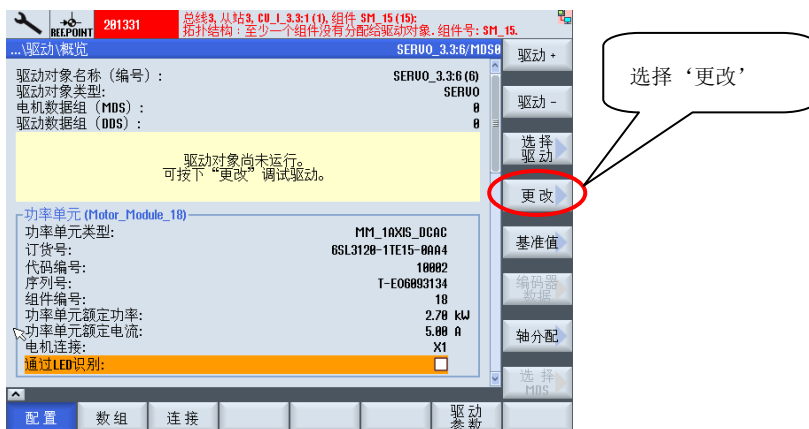 REF.POINT
201331
总线3, 从站3, CU_I_3.3:1 (1), 组件 SM_15 (15):
拓扑结构：至少一个组件没有分配给驱动对象. 组件号: SM_15.
...\驱动\概览
SERVO_3.3:6/MDS0
驱动对象名称（编号）:
SERVO_3.3:6 (6)
驱动对象类型:
SERVO
电机数据组（MDS）:
0
驱动数据组（DDS）:
0
驱动对象尚未运行。
可按下“更改”调试驱动。
功率单元 (Motor_Module_18)
功率单元类型:
MM_1AXIS_DCAC
订货号:
6SL3120-1TE15-0AA4
代码编号:
10002
序列号:
T-EO6093134
组件编号:
18
功率单元额定功率:
2.70 kW
功率单元额定电流:
5.00 A
电机连接:
X1
通过LED识别:
驱动 +
驱动 -
选择
驱动
更改
基准值
编码器
数据
轴分配
选 择
MDS
配置
数组
连接
驱动
参数
选择‘更改’